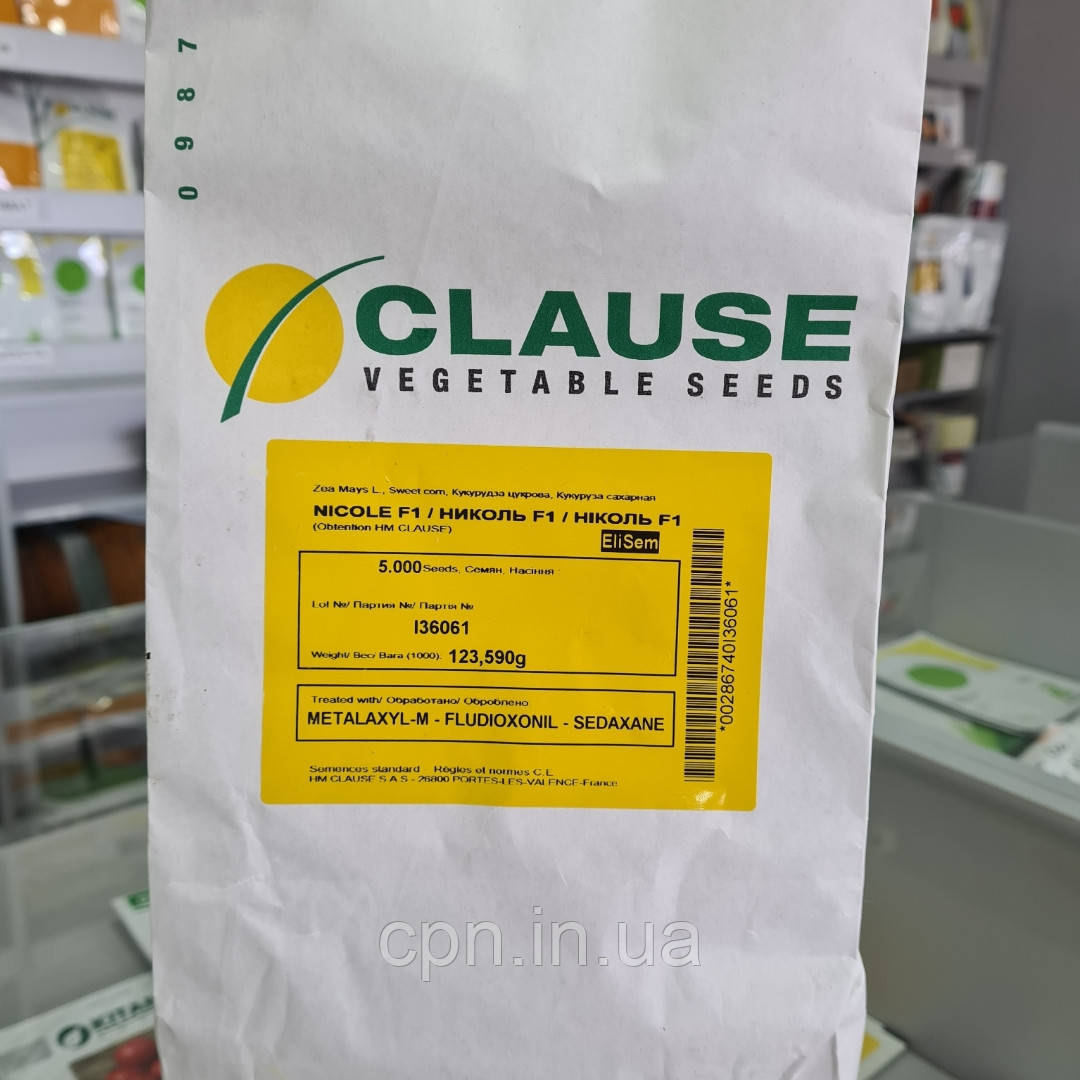 0987
CLAUSE
VEGETABLE SEEDS
Zea Mays L., Sweet corn, Кукурудза цукрова, Кукуруза сахарная
NICOLE F1 / НИКОЛЬ F1 / НІКОЛЬ F1
(Obtention HM CLAUSE)
EliSem
5.000 Seeds, Семян, Насіння
Lot №/ Партия №/ Партія №
I36061
Weight/ Вес/ Вага (1000): 123,590g
Treated with/ Обработано/ Оброблено
METALAXYL-M - FLUDIOXONIL - SEDAXANE
Semences standard - Règles et normes C.E.
HM CLAUSE S.A.S - 26800 PORTES-LES-VALENCE-France
*00286740I36061*
cpn.in.ua